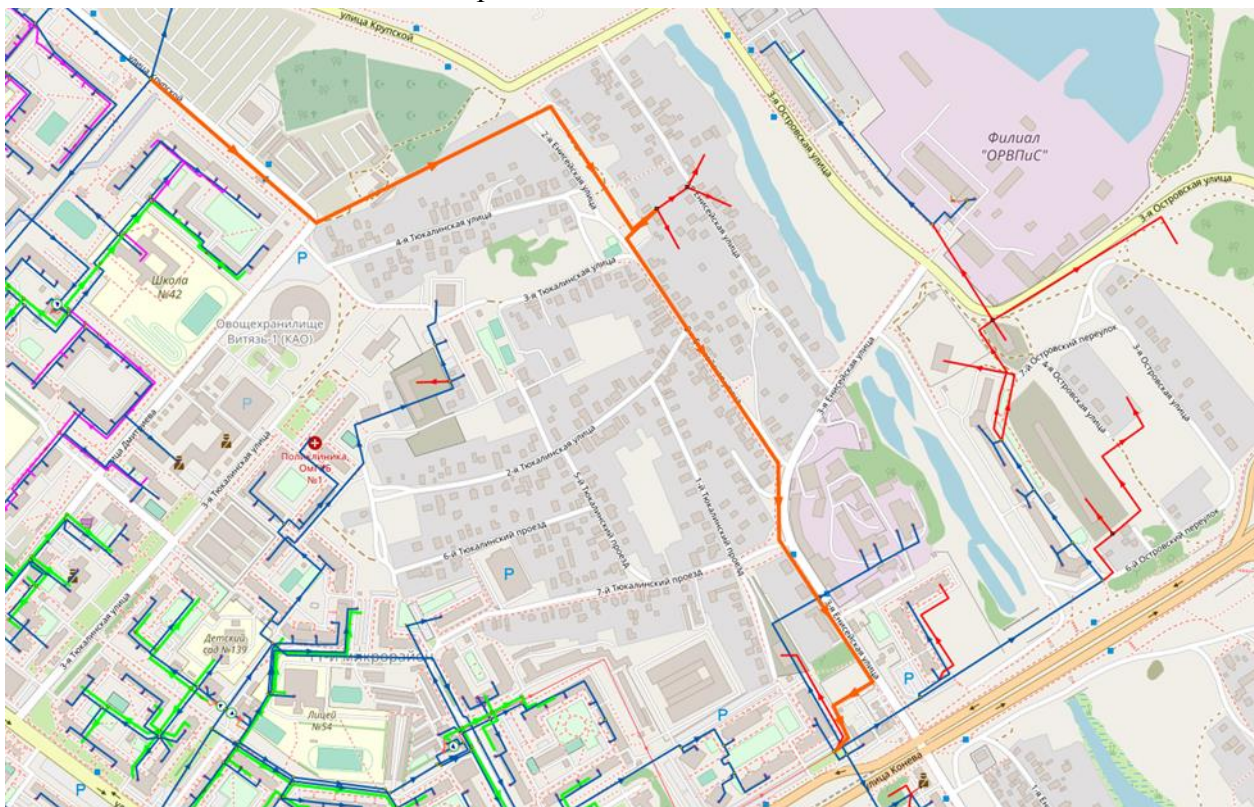 улица Крупской
улица Крупской
3-я Островская улица
Филиал
"ОРВПиС"
2-я Енисейская улица
Енисейская улица
4-я Тюкалинская улица
3-я Островская улица
Школа
№42
P
3-я Тюкалинская улица
Овощехранилище
Витязь-1 (КАО)
P
7-й Островский переулок
3-я Островская улица
4-я Островская улица
3-я Енисейская улица
Дмитриева
3-я Тюкалинская улица
Поликлиника,
№1
2-я Тюкалинская улица
5-й Тюкалинский проезд
1-й Тюкалинский проезд
6-й Тюкалинский проезд
P
7-й Тюкалинский проезд
6-й Островский переулок
3-я Тюкалинская улица
Детский
сад №139
11-й микрорайон
Енисейская улица
P
Лицей
№54
P
P
улица Конева